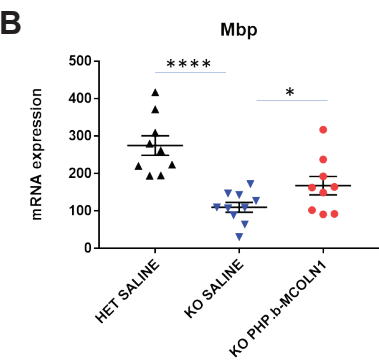 B
Mbp
****
*
mRNA expression
500
400
300
200
100
0
HET SALINE
KO SALINE
KO PHP.b-MCOLN1